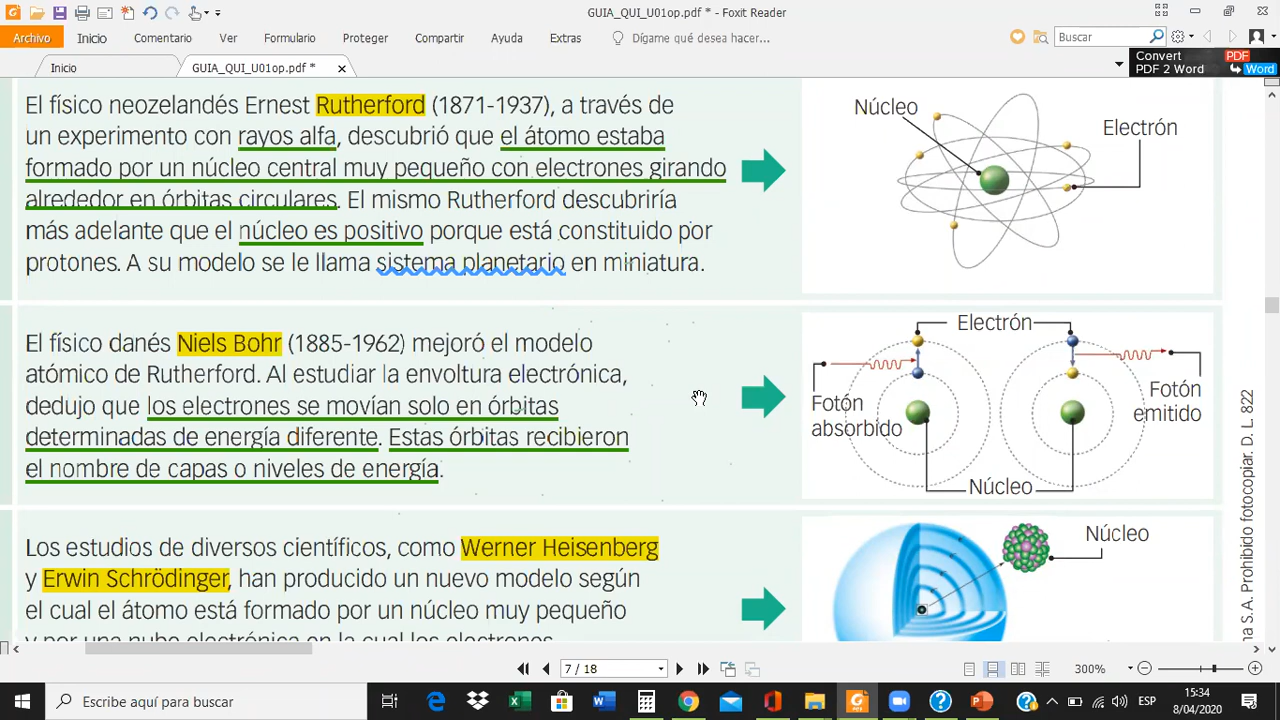 GUIA_QUI_U01op.pdf * - Foxit Reader
Archivo Inicio Comentario Ver Formulario Proteger Compartir Ayuda Extras Dígame qué desea hacer... Buscar
Inicio GUIA_QUI_U01op.pdf *
Convert PDF
PDF 2 Word Word
El físico neozelandés Ernest Rutherford (1871-1937), a través de
un experimento con rayos alfa, descubrió que el átomo estaba
formado por un núcleo central muy pequeño con electrones girando
alrededor en órbitas circulares. El mismo Rutherford descubriría
más adelante que el núcleo es positivo porque está constituido por
protones. A su modelo se le llama sistema planetario en miniatura.
Núcleo
Electrón
El físico danés Niels Bohr (1885-1962) mejoró el modelo
atómico de Rutherford. Al estudiar la envoltura electrónica,
dedujo que los electrones se movían solo en órbitas
determinadas de energía diferente. Estas órbitas recibieron
el nombre de capas o niveles de energía.
Electrón
Fotón
absorbido
Fotón
emitido
Núcleo
Los estudios de diversos científicos, como Werner Heisenberg
y Erwin Schrödinger, han producido un nuevo modelo según
el cual el átomo está formado por un núcleo muy pequeño
y por una nube electrónica en la cual los electrones
Núcleo
na S. A. Prohibido fotocopiar. D. L. 822
7 / 18
300%
Escribe aquí para buscar
ESP
15:34
8/04/2020